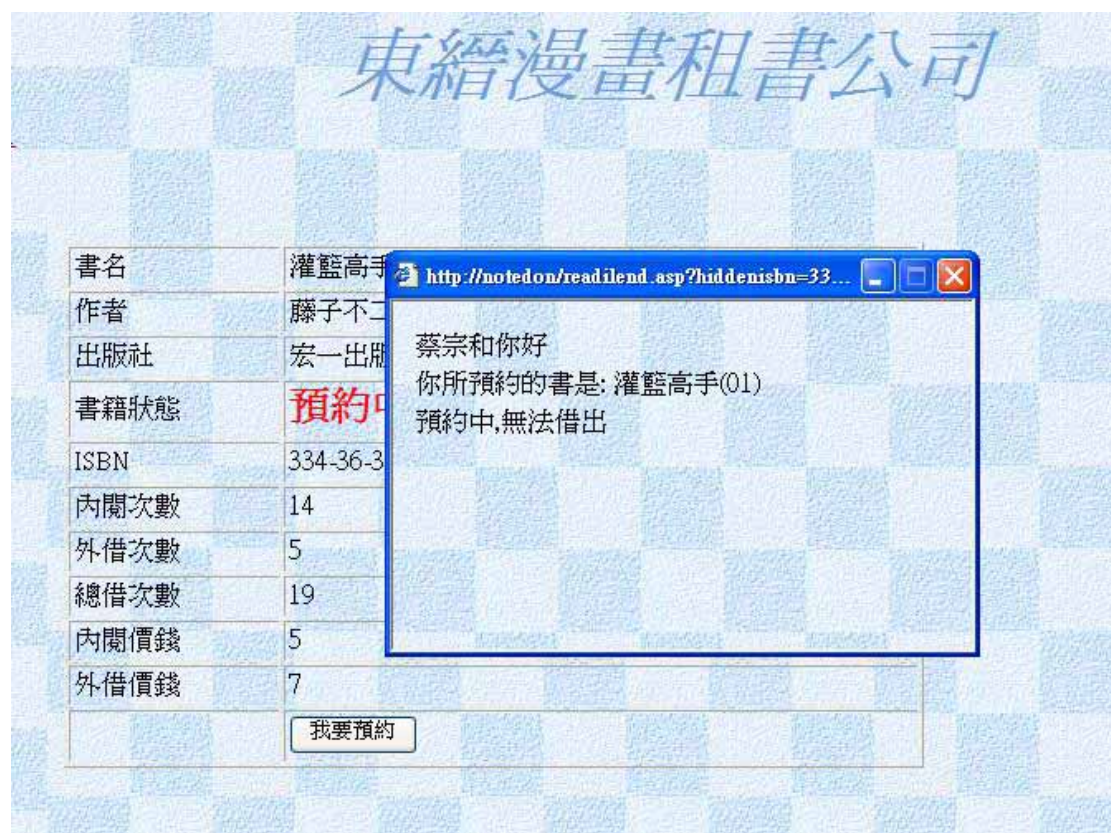 東縉漫畫租書公司
書名 灌籃高手
作者 藤子不二
出版社 宏一出版
書籍狀態 預約中
ISBN 334-36-3
內閱次數 14
外借次數 5
總借次數 19
內閱價錢 5
外借價錢 7
我要預約
http://notedon/readilend.asp?hiddenisbn=33...
蔡宗和你好
你所預約的書是: 灌籃高手(01)
預約中,無法借出